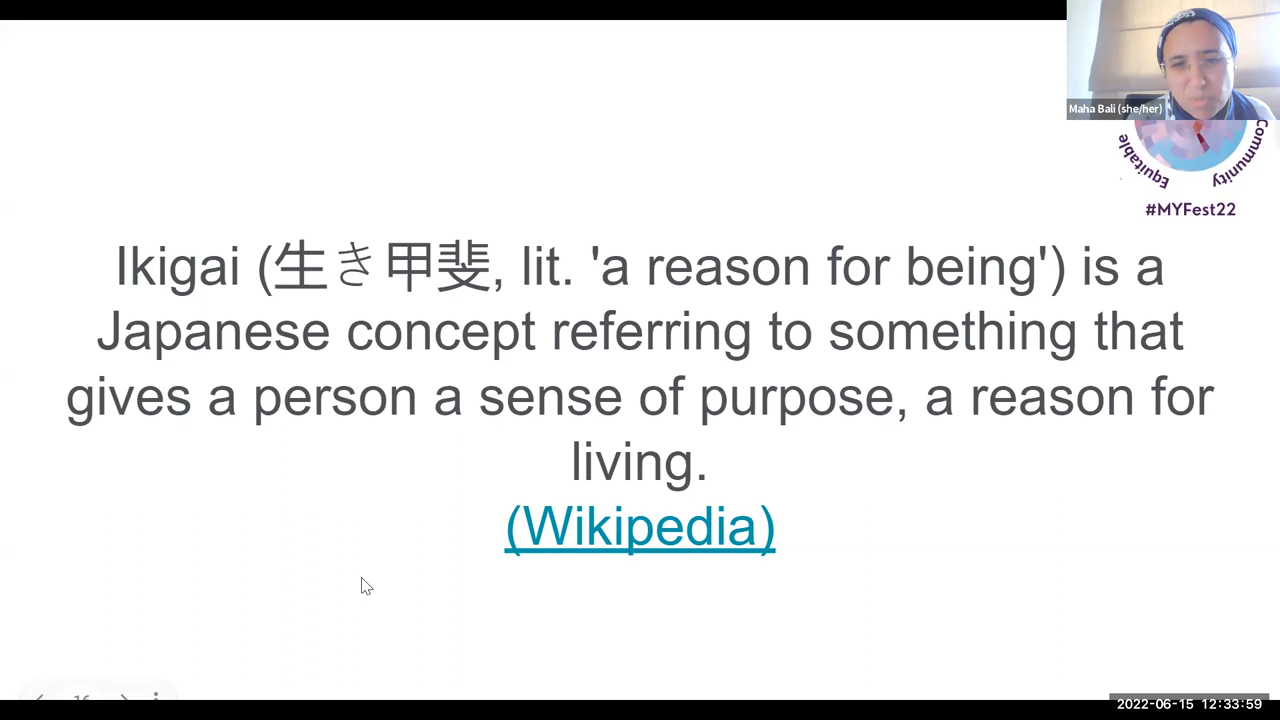 Maha Bali (she/her)
Equitable
Community
#MYFest22
Ikigai (生き甲斐, lit. 'a reason for being') is a
Japanese concept referring to something that
gives a person a sense of purpose, a reason for
living.
(Wikipedia)
2022-06-15 12:33:59